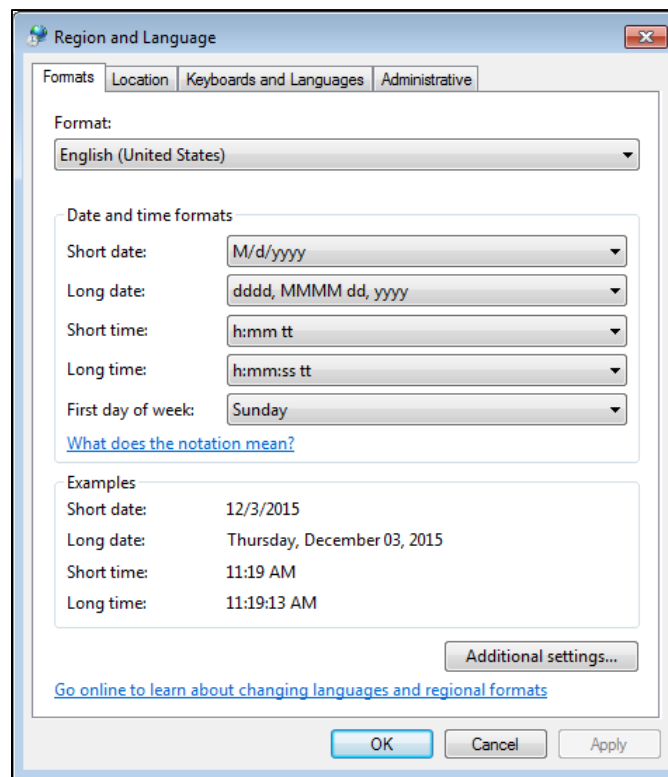 Region and Language
Formats Location Keyboards and Languages Administrative
Format:
English (United States)
Date and time formats
Short date: M/d/yyyy
Long date: dddd, MMMM dd, yyyy
Short time: h:mm tt
Long time: h:mm:ss tt
First day of week: Sunday
What does the notation mean?
Examples
Short date: 12/3/2015
Long date: Thursday, December 03, 2015
Short time: 11:19 AM
Long time: 11:19:13 AM
Additional settings...
Go online to learn about changing languages and regional formats
OK Cancel Apply